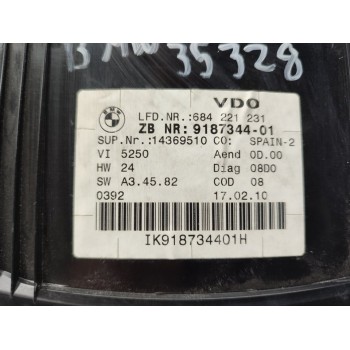 BMW 35328
VDO
LFD.NR.:684 221 231
ZB NR: 9187344-01
SUP.Nr.:14369510 CO: SPAIN-2
VI 5250 Aend 0D.00
HW 24 Diag 08D0
SW A3.45.82 COD 08
0392 17.02.10
IK918734401H